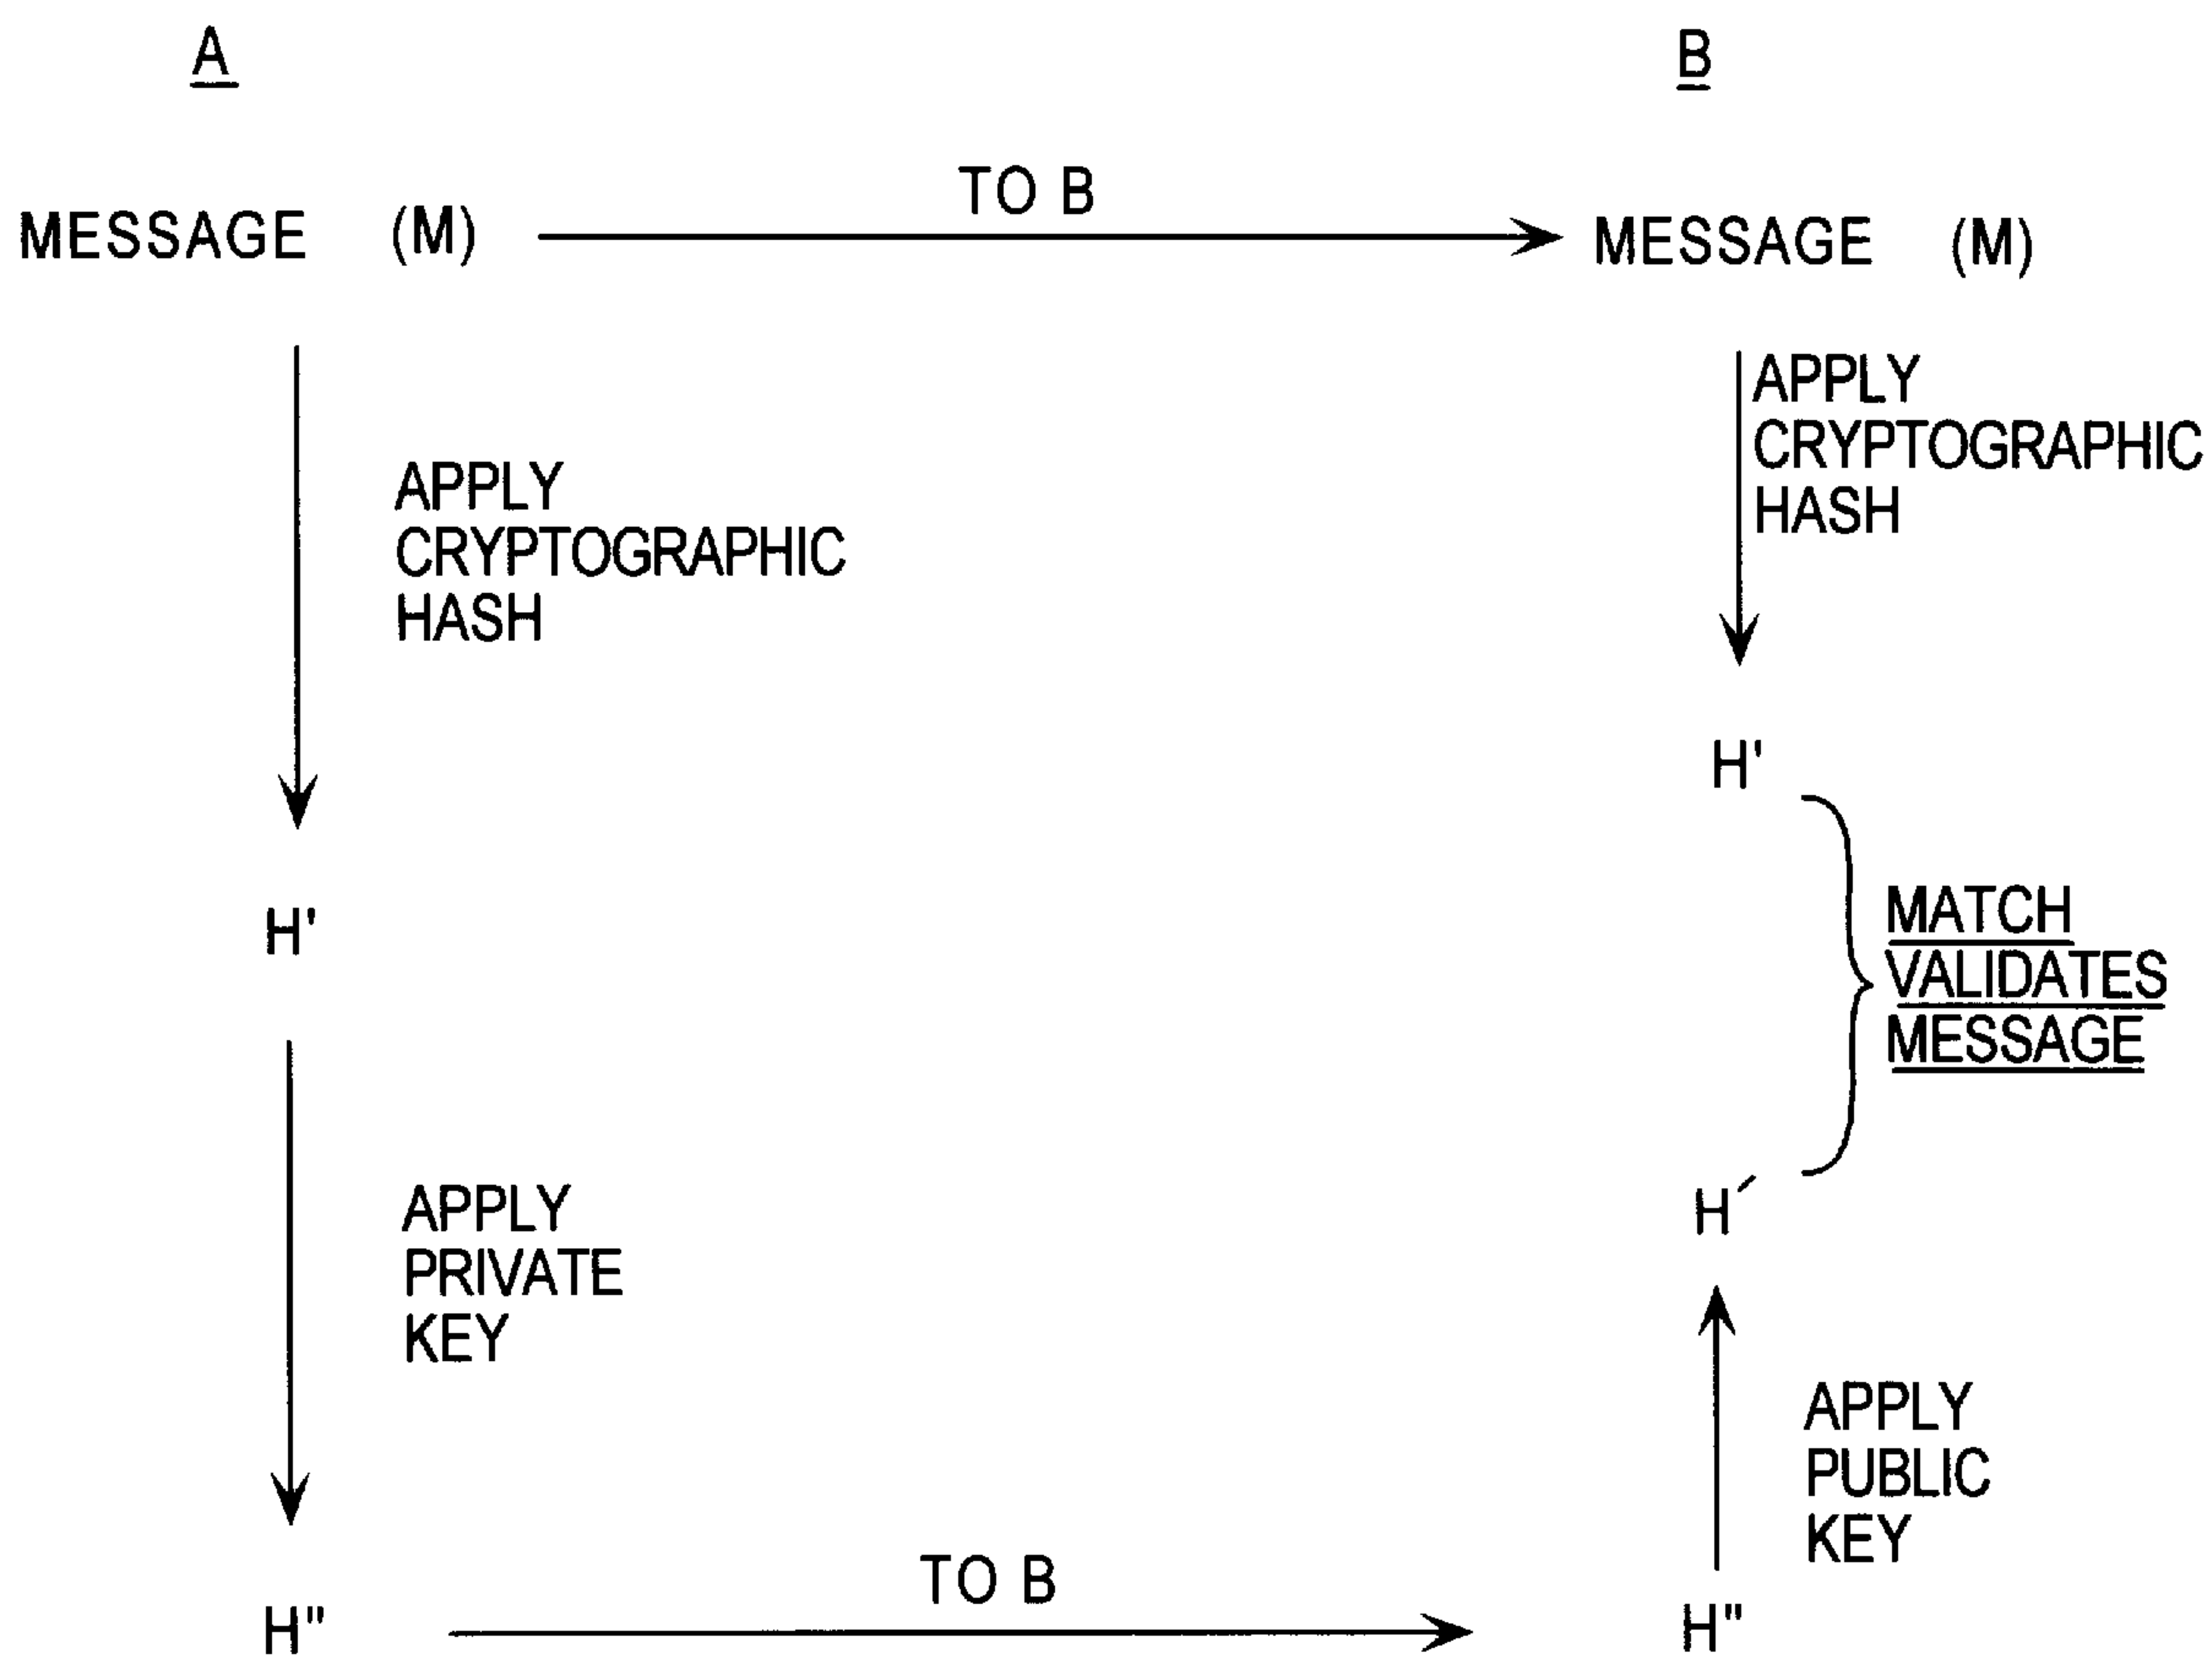 A
B
TO B
MESSAGE (M)
MESSAGE (M)
APPLY
CRYPTOGRAPHIC
HASH
APPLY
CRYPTOGRAPHIC
HASH
H'
H'
MATCH
VALIDATES
MESSAGE
H´
APPLY
PRIVATE
KEY
APPLY
PUBLIC
KEY
TO B
H"
H"